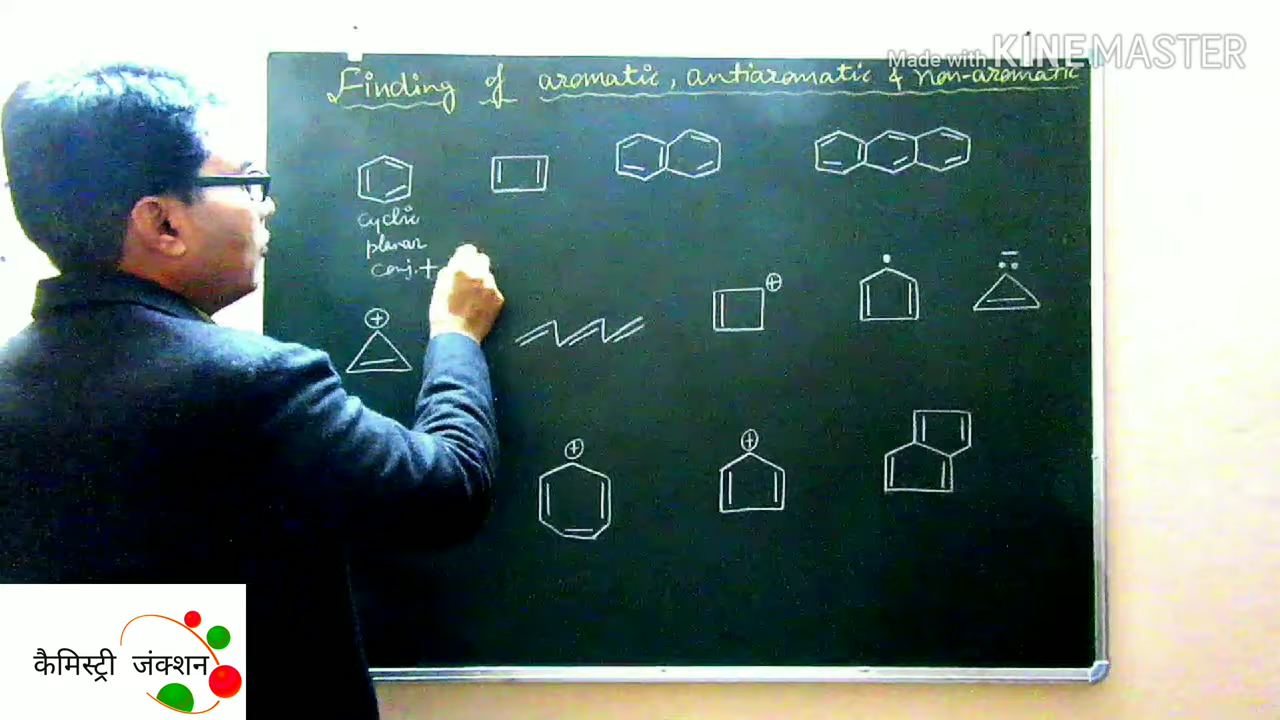 Made with KINEMASTER
Finding of aromatic, antiaromatic & non-aromatic
cyclic
planar
conj.+
कैमिस्ट्री जंक्शन